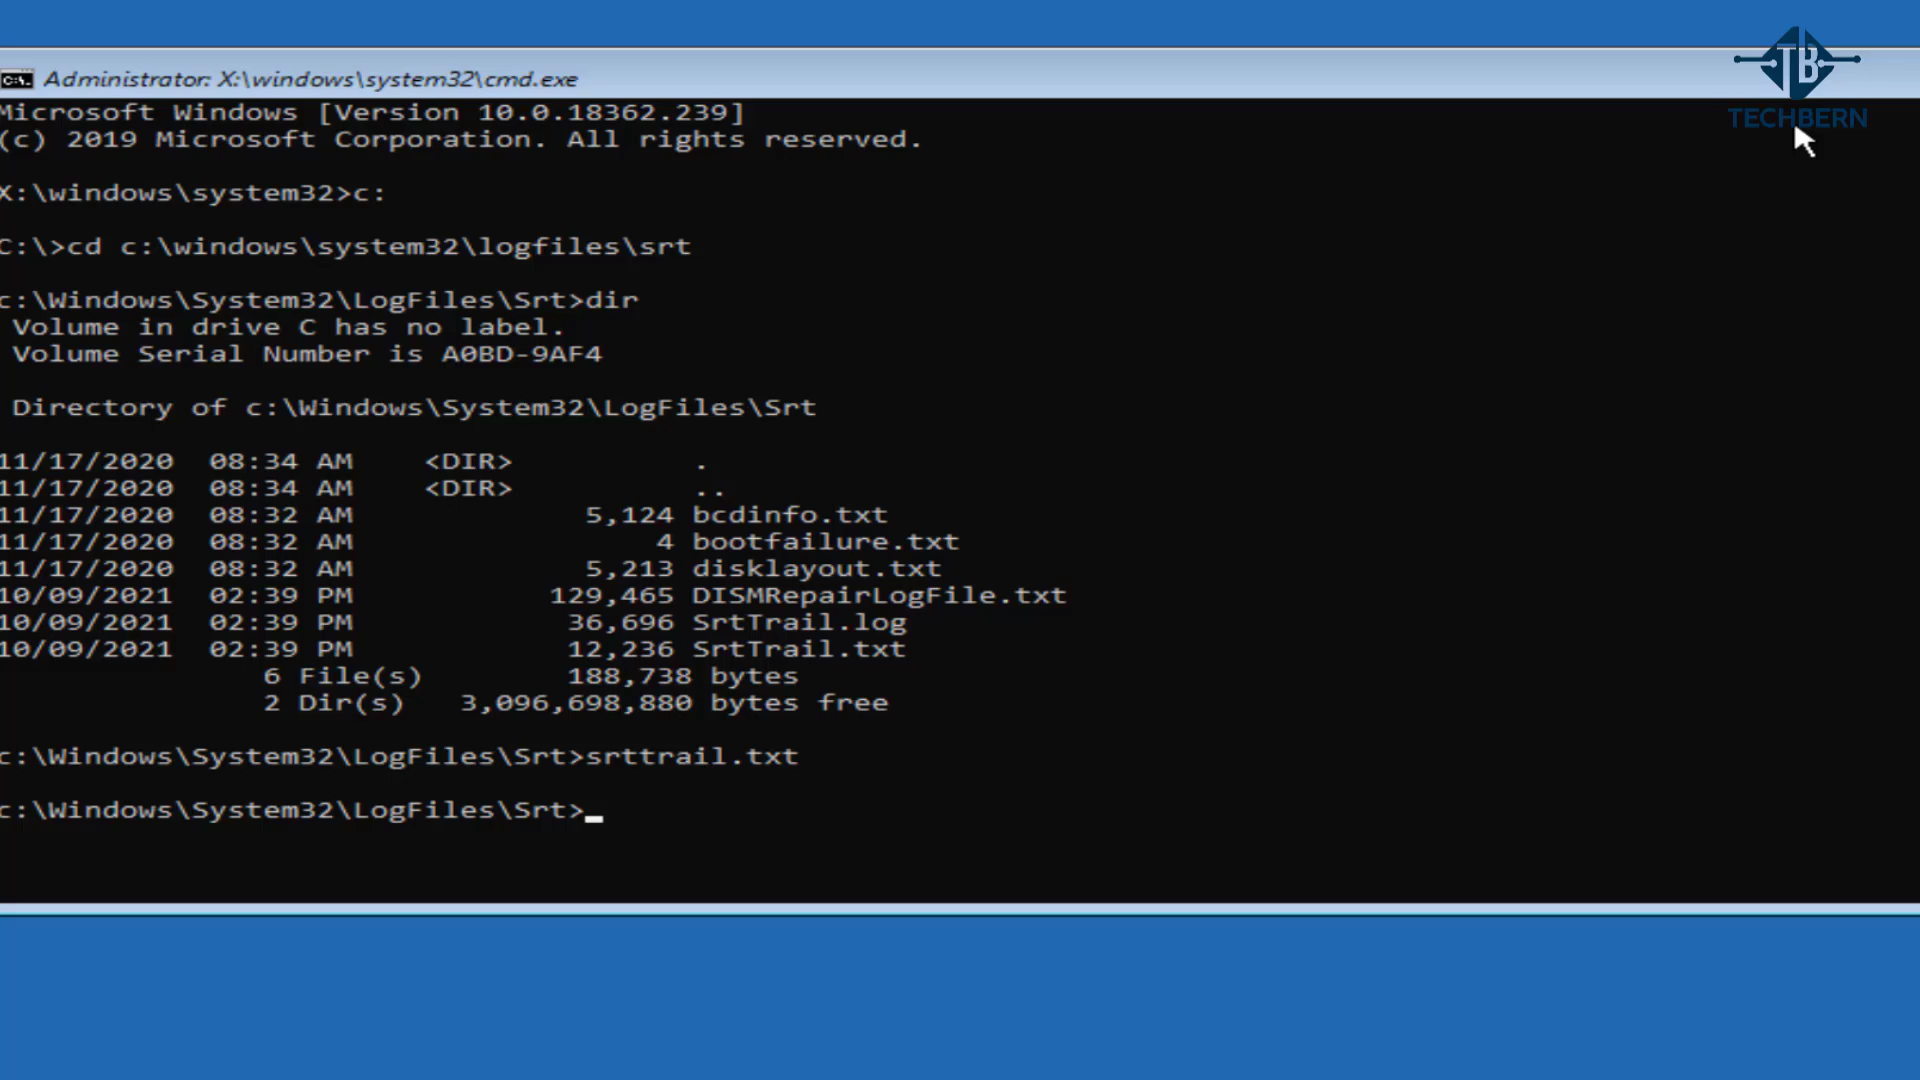 TB
TECHBERN
C:\. Administrator: X:\windows\system32\cmd.exe
Microsoft Windows [Version 10.0.18362.239]
(c) 2019 Microsoft Corporation. All rights reserved.
X:\windows\system32>c:
C:\>cd c:\windows\system32\logfiles\srt
c:\Windows\System32\LogFiles\Srt>dir
Volume in drive C has no label.
Volume Serial Number is A0BD-9AF4
Directory of c:\Windows\System32\LogFiles\Srt
11/17/2020  08:34 AM    <DIR>          .
11/17/2020  08:34 AM    <DIR>          ..
11/17/2020  08:32 AM             5,124 bcdinfo.txt
11/17/2020  08:32 AM                 4 bootfailure.txt
11/17/2020  08:32 AM             5,213 disklayout.txt
10/09/2021  02:39 PM           129,465 DISMRepairLogFile.txt
10/09/2021  02:39 PM            36,696 SrtTrail.log
10/09/2021  02:39 PM            12,236 SrtTrail.txt
6 File(s)        188,738 bytes
2 Dir(s)   3,096,698,880 bytes free
c:\Windows\System32\LogFiles\Srt>srttrail.txt
c:\Windows\System32\LogFiles\Srt>_